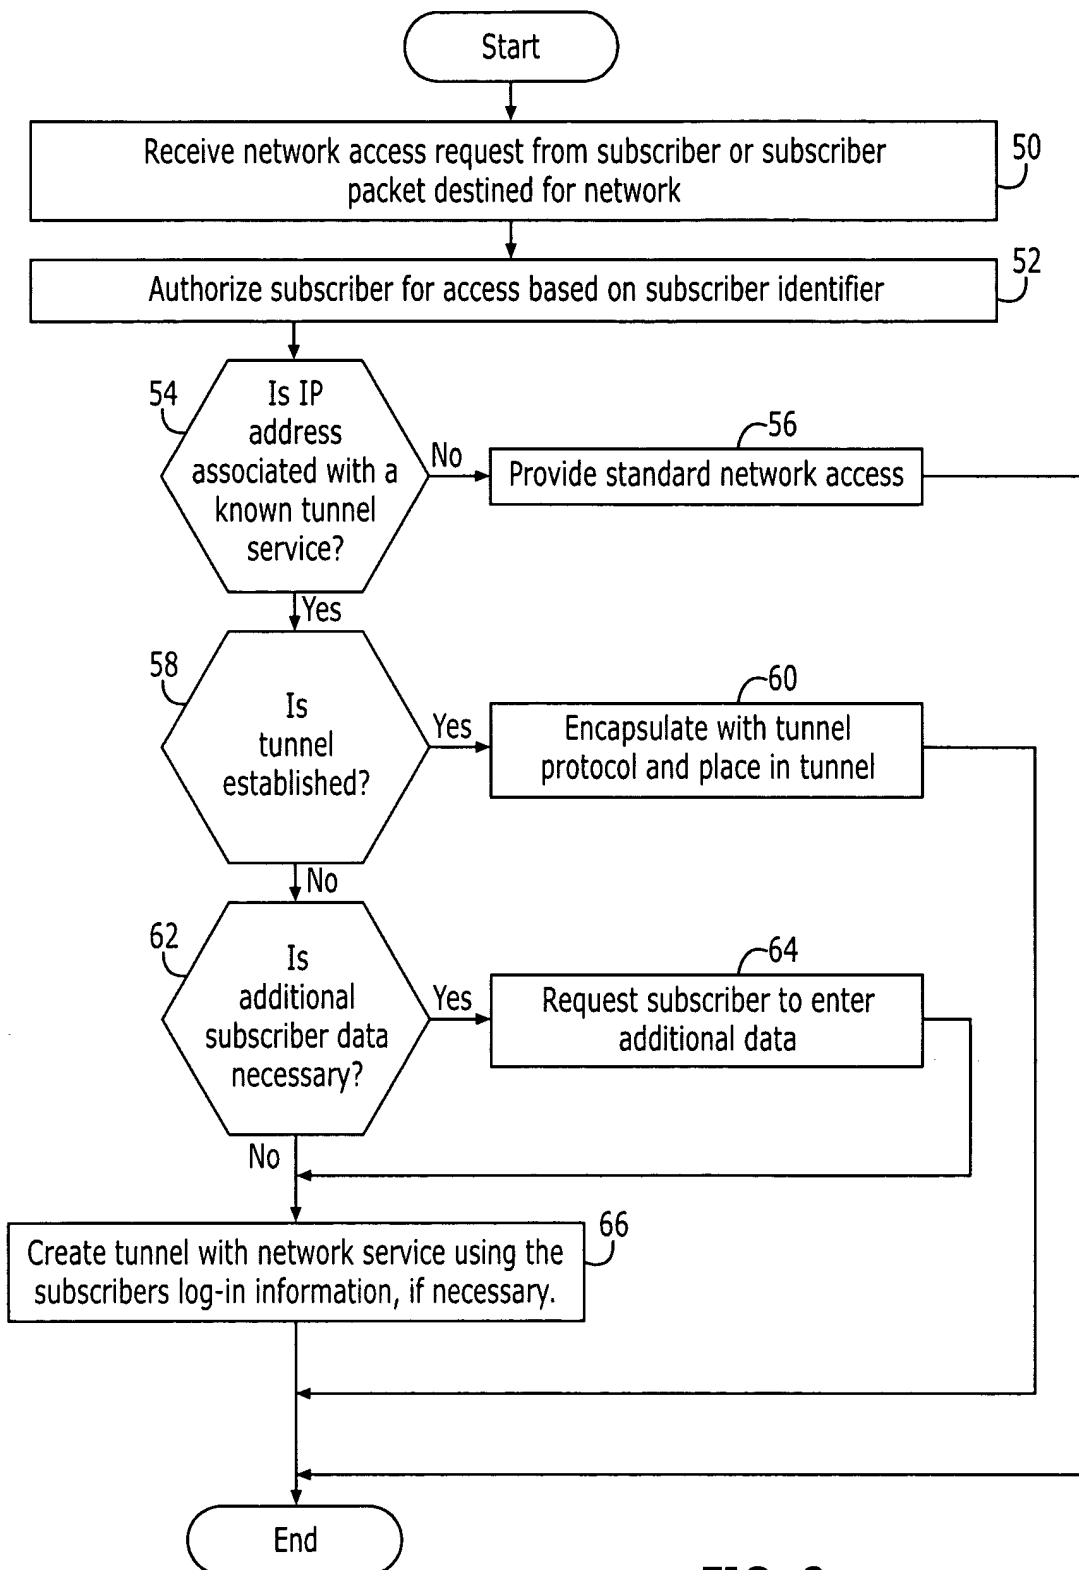 Start
Receive network access request from subscriber or subscriber
packet destined for network
50
Authorize subscriber for access based on subscriber identifier
52
54
Is IP
address
associated with a
known tunnel
service?
No
56
Provide standard network access
Yes
58
Is
tunnel
established?
Yes
60
Encapsulate with tunnel
protocol and place in tunnel
No
62
Is
additional
subscriber data
necessary?
Yes
64
Request subscriber to enter
additional data
No
66
Create tunnel with network service using the
subscribers log-in information, if necessary.
End